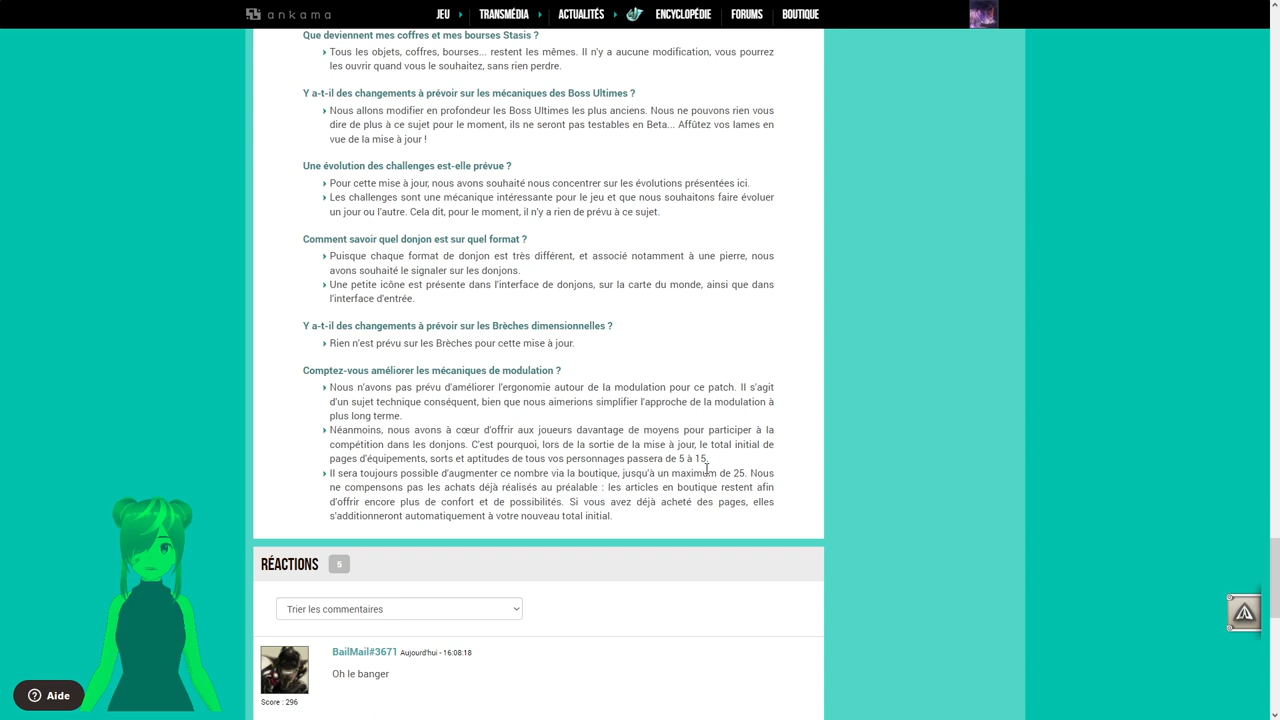 ankama
JEU
TRANSMÉDIA
ACTUALITÉS
ENCYCLOPÉDIE
FORUMS
BOUTIQUE
Que deviennent mes coffres et mes bourses Stasis ?
Tous les objets, coffres, bourses... restent les mêmes. Il n'y a aucune modification, vous pourrez
les ouvrir quand vous le souhaitez, sans rien perdre.
Y a-t-il des changements à prévoir sur les mécaniques des Boss Ultimes ?
Nous allons modifier en profondeur les Boss Ultimes les plus anciens. Nous ne pouvons rien vous
dire de plus à ce sujet pour le moment, ils ne seront pas testables en Beta... Affûtez vos lames en
vue de la mise à jour !
Une évolution des challenges est-elle prévue ?
Pour cette mise à jour, nous avons souhaité nous concentrer sur les évolutions présentées ici.
Les challenges sont une mécanique intéressante pour le jeu et que nous souhaitons faire évoluer
un jour ou l'autre. Cela dit, pour le moment, il n'y a rien de prévu à ce sujet.
Comment savoir quel donjon est sur quel format ?
Puisque chaque format de donjon est très différent, et associé notamment à une pierre, nous
avons souhaité le signaler sur les donjons.
Une petite icône est présente dans l'interface de donjons, sur la carte du monde, ainsi que dans
l'interface d'entrée.
Y a-t-il des changements à prévoir sur les Brèches dimensionnelles ?
Rien n'est prévu sur les Brèches pour cette mise à jour.
Comptez-vous améliorer les mécaniques de modulation ?
Nous n'avons pas prévu d'améliorer l'ergonomie autour de la modulation pour ce patch. Il s'agit
d'un sujet technique conséquent, bien que nous aimerions simplifier l'approche de la modulation à
plus long terme.
Néanmoins, nous avons à cœur d'offrir aux joueurs davantage de moyens pour participer à la
compétition dans les donjons. C'est pourquoi, lors de la sortie de la mise à jour, le total initial de
pages d'équipements, sorts et aptitudes de tous vos personnages passera de 5 à 15.
Il sera toujours possible d'augmenter ce nombre via la boutique, jusqu'à un maximum de 25. Nous
ne compensons pas les achats déjà réalisés au préalable : les articles en boutique restent afin
d'offrir encore plus de confort et de possibilités. Si vous avez déjà acheté des pages, elles
s'additionneront automatiquement à votre nouveau total initial.
RÉACTIONS 5
Trier les commentaires
BailMail#3671 Aujourd'hui - 16:08:18
Oh le banger
Score : 296
Aide